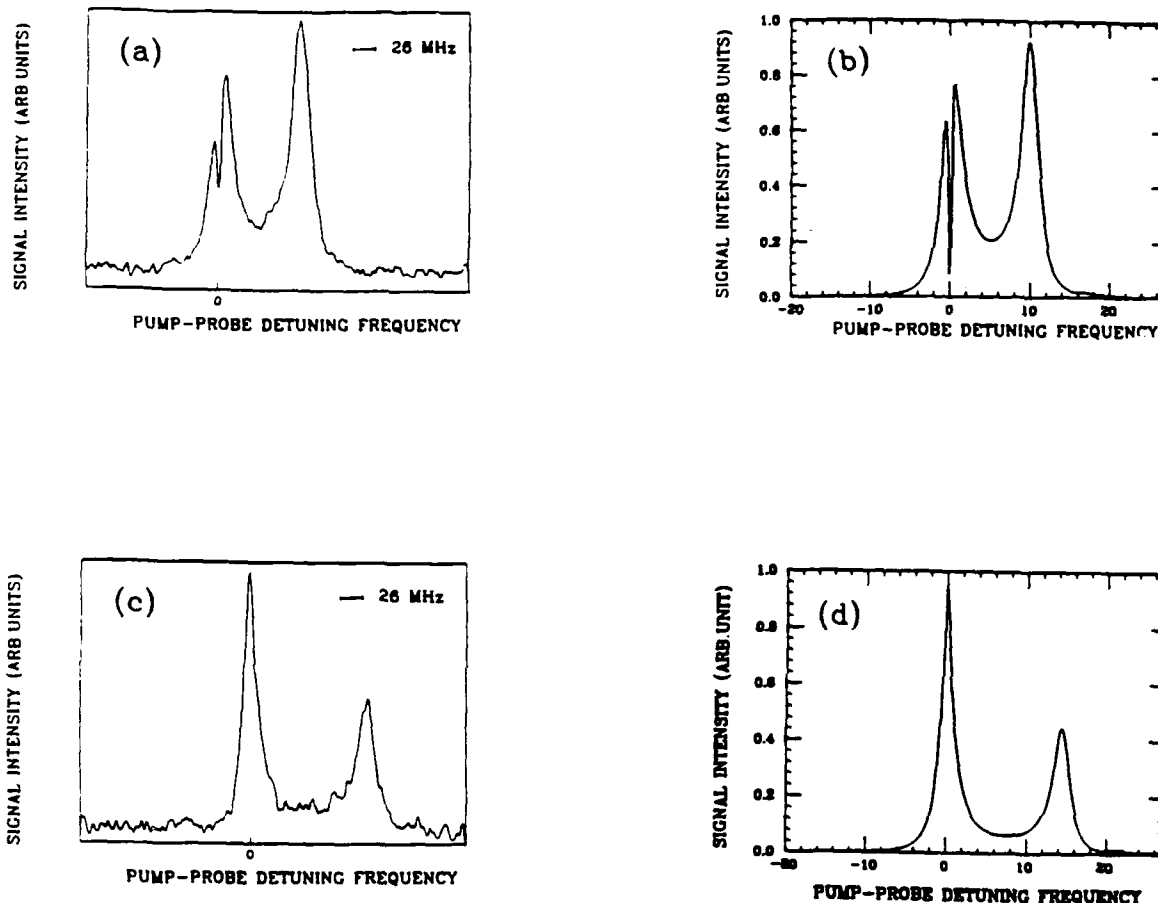 (a)
26 MHz
SIGNAL INTENSITY (ARB UNITS)
0
PUMP-PROBE DETUNING FREQUENCY
(b)
SIGNAL INTENSITY (ARB UNITS)
1.0
0.8
0.6
0.4
0.2
0.0
-20 -10 0 10 20
PUMP-PROBE DETUNING FREQUENCY
(c)
26 MHz
SIGNAL INTENSITY (ARB UNITS)
0
PUMP-PROBE DETUNING FREQUENCY
(d)
SIGNAL INTENSITY (ARB.UNIT)
1.0
0.8
0.6
0.4
0.2
0.0
-20 -10 0 10 20
PUMP-PROBE DETUNING FREQUENCY